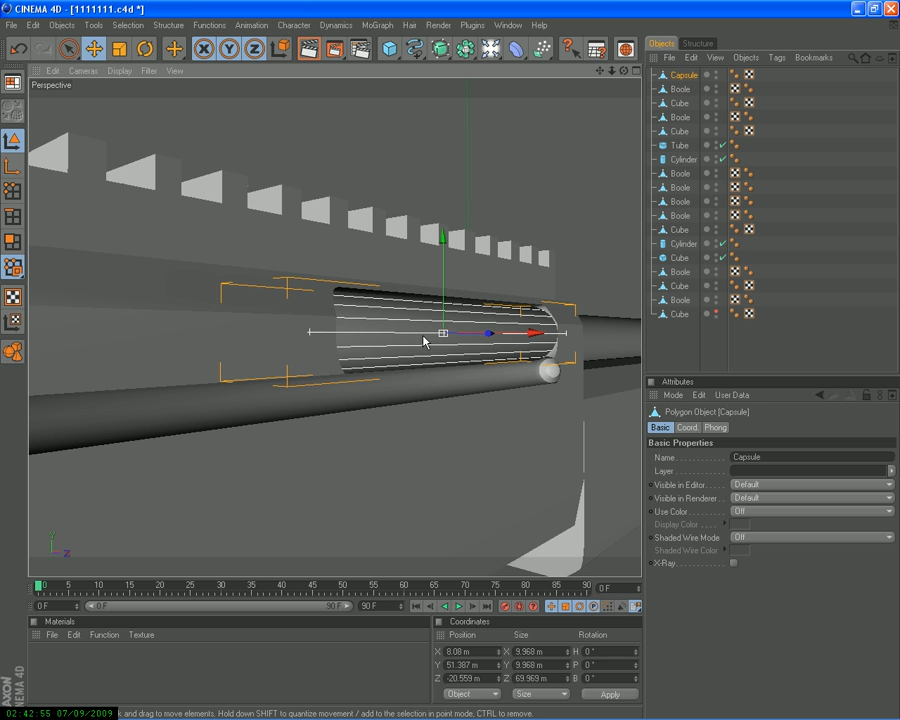 CINEMA 4D - [1111111.c4d *]
File Edit Objects Tools Selection Structure Functions Animation Character Dynamics MoGraph Hair Render Plugins Window Help
Edit Cameras Display Filter View
Perspective
Objects Structure
File Edit View Objects Tags Bookmarks
Capsule
Boole
Cube
Boole
Cube
Tube
Cylinder
Boole
Boole
Boole
Boole
Cube
Cylinder
Cube
Boole
Cube
Boole
Cube
Attributes
Mode Edit User Data
Polygon Object [Capsule]
Basic Coord. Phong
Basic Properties
Name Capsule
Layer
Visible in Editor Default
Visible in Renderer Default
Use Color Off
Display Color
Shaded Wire Mode Off
Shaded Wire Color
X-Ray
Y
Z
0 5 10 15 20 25 30 35 40 45 50 55 60 65 70 75 80 85 90 0 F
0 F 0 F 90 F 90 F
Materials
File Edit Function Texture
Coordinates
Position Size Rotation
X 8.08 m X 9.968 m H 0 °
Y 51.387 m Y 9.968 m P 0 °
Z -20.559 m Z 69.969 m B 0 °
Object Size Apply
MAXON
CINEMA 4D
02:42:55 07/09/2009
k and drag to move elements. Hold down SHIFT to quantize movement / add to the selection in point mode, CTRL to remove.